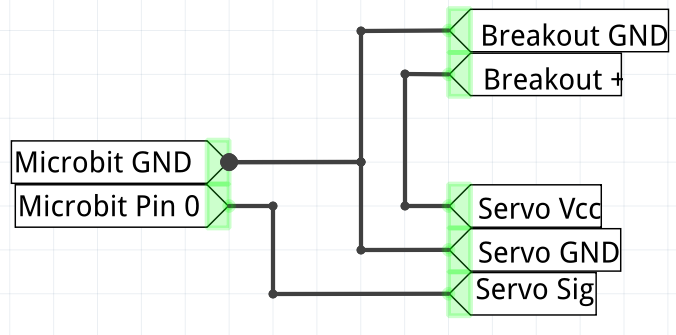 Breakout GND
Breakout +
Microbit GND
Microbit Pin 0
Servo Vcc
Servo GND
Servo Sig